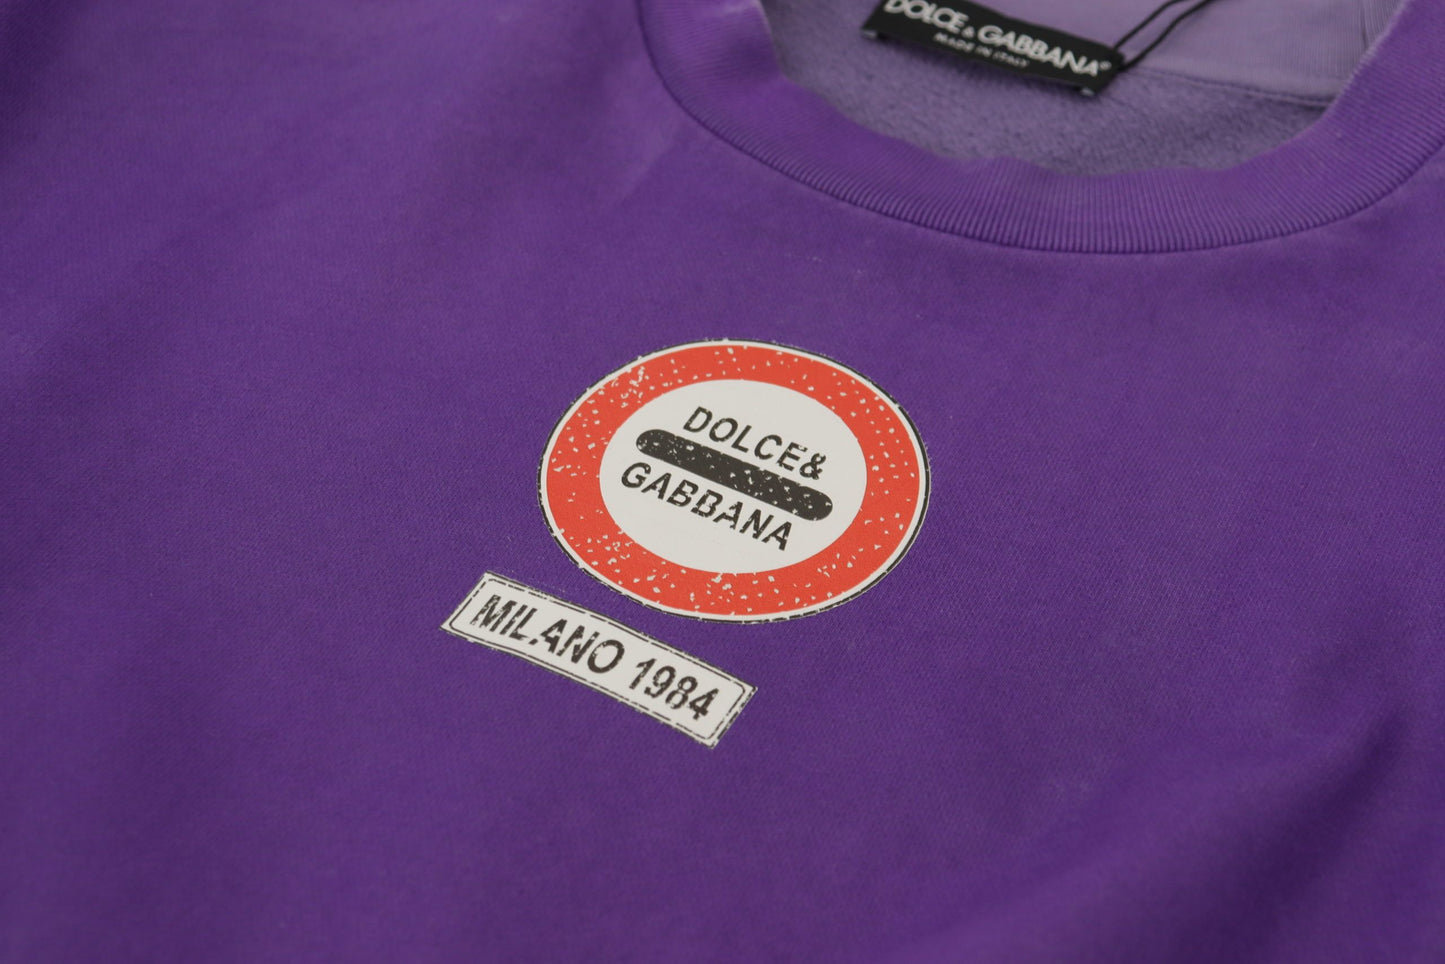 DOLCE & GABBANA®
MADE IN ITALY
DOLCE&
GABBANA
MILANO 1984